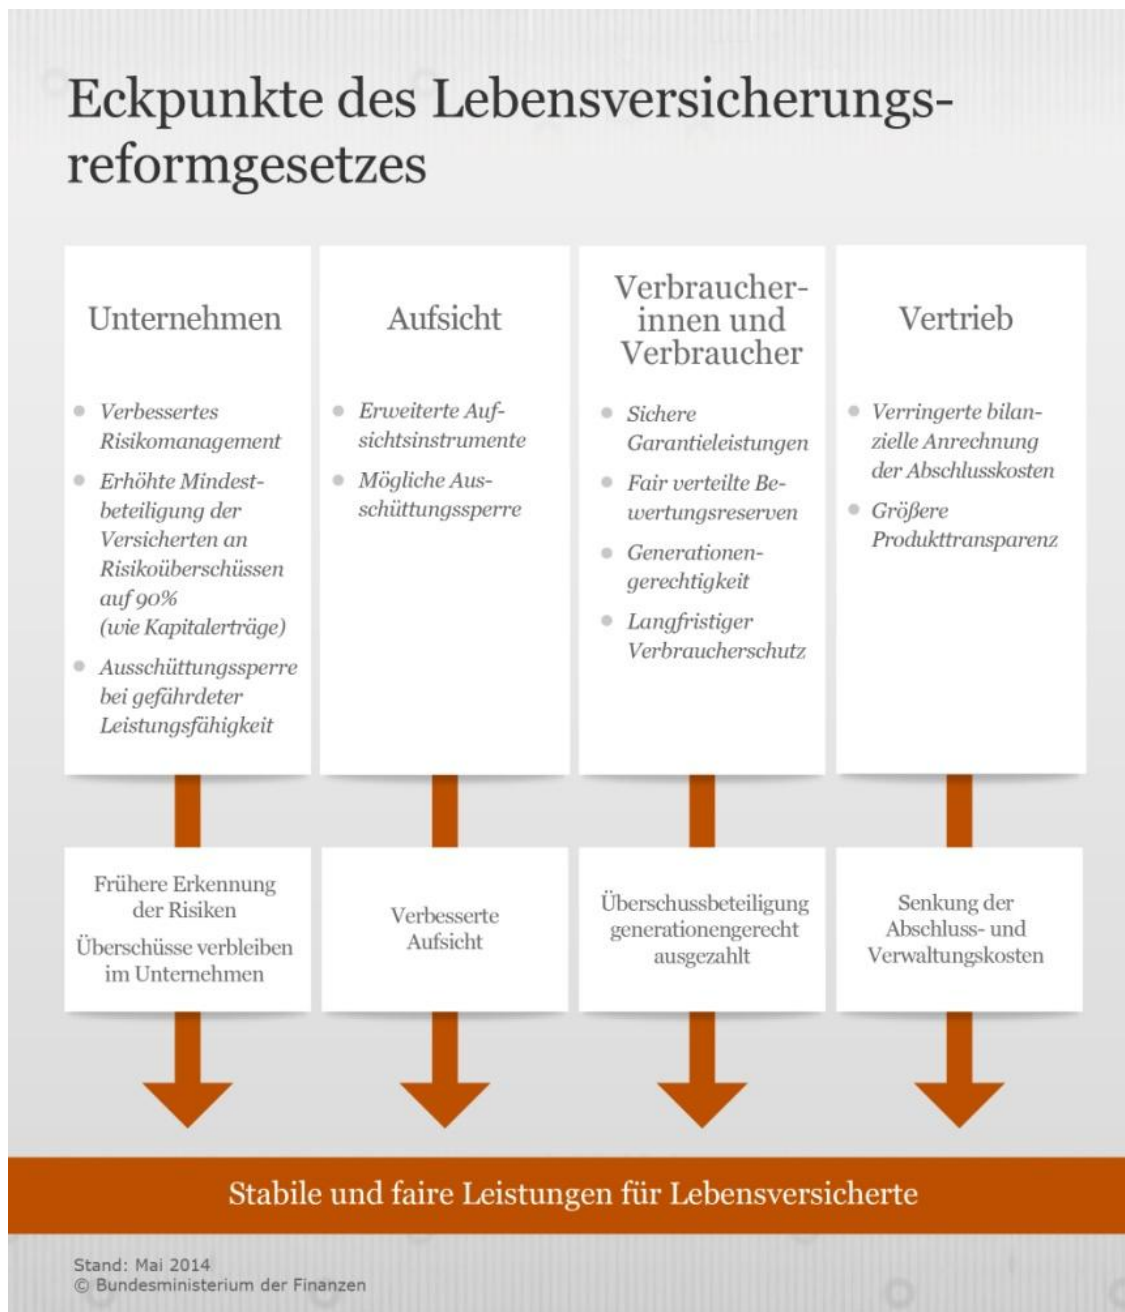 Eckpunkte des Lebensversicherungs-
reformgesetzes
Unternehmen
• Verbessertes
Risikomanagement
• Erhöhte Mindest-
beteiligung der
Versicherten an
Risikoüberschüssen
auf 90%
(wie Kapitalerträge)
• Ausschüttungssperre
bei gefährdeter
Leistungsfähigkeit
Frühere Erkennung
der Risiken
Überschüsse verbleiben
im Unternehmen
Aufsicht
• Erweiterte Auf-
sichtsinstrumente
• Mögliche Aus-
schüttungssperre
Verbesserte
Aufsicht
Verbraucher-
innen und
Verbraucher
• Sichere
Garantieleistungen
• Fair verteilte Be-
wertungsreserven
• Generationen-
gerechtigkeit
• Langfristiger
Verbraucherschutz
Überschussbeteiligung
generationengerecht
ausgezahlt
Vertrieb
• Verringerte bilan-
zielle Anrechnung
der Abschlusskosten
• Größere
Produkttransparenz
Senkung der
Abschluss- und
Verwaltungskosten
Stabile und faire Leistungen für Lebensversicherte
Stand: Mai 2014
© Bundesministerium der Finanzen